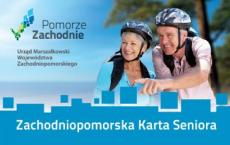 Pomorze
Zachodnie
Urząd Marszałkowski
Województwa
Zachodniopomorskiego
Zachodniopomorska Karta Seniora